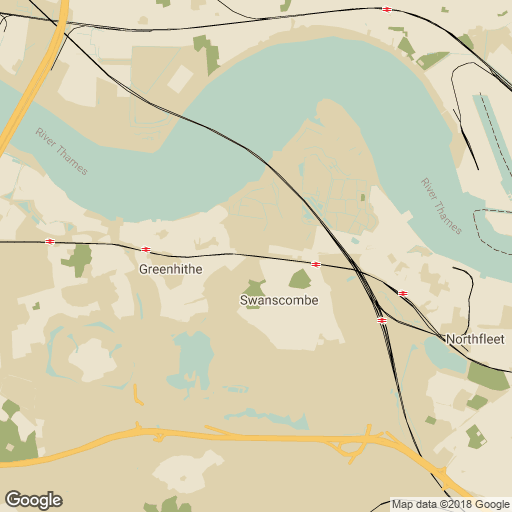 River Thames
River Thames
Greenhithe
Swanscombe
Northfleet
Google
Map data ©2018 Google